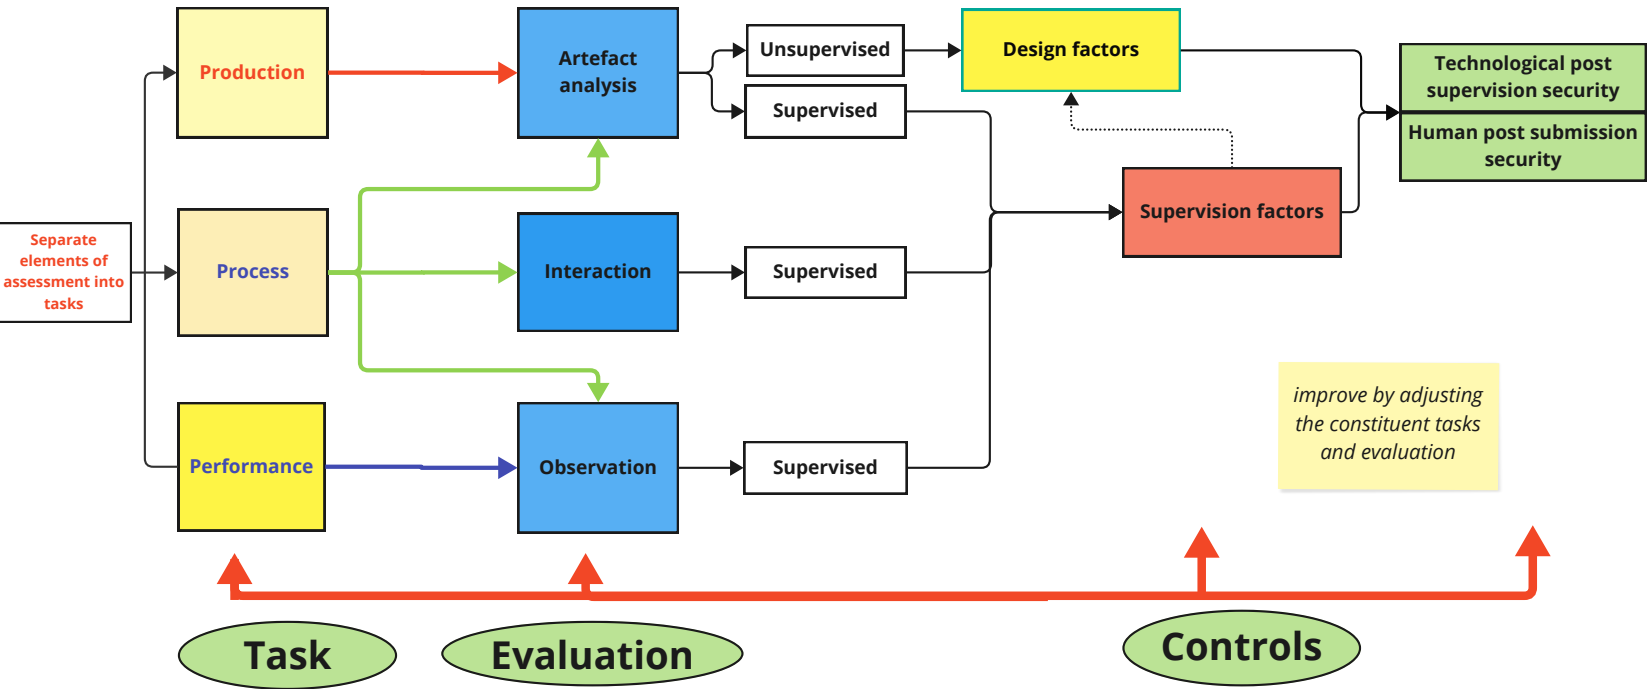 Production
Artefact
analysis
Unsupervised
Supervised
Design factors
Technological post
supervision security
Human post submission
security
Separate
elements of
assessment into
tasks
Process
Interaction
Supervised
Supervision factors
Performance
Observation
Supervised
improve by adjusting
the constituent tasks
and evaluation
Task
Evaluation
Controls